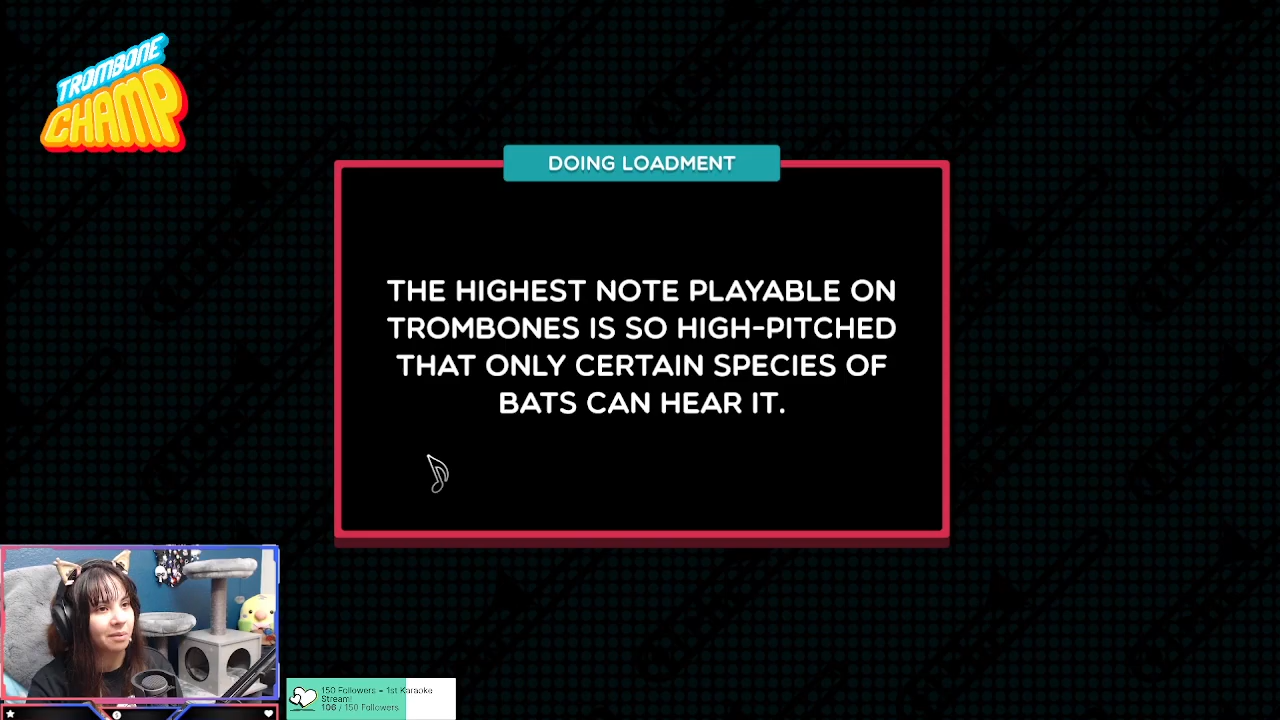 TROMBONE
CHAMP
DOING LOADMENT
THE HIGHEST NOTE PLAYABLE ON
TROMBONES IS SO HIGH-PITCHED
THAT ONLY CERTAIN SPECIES OF
BATS CAN HEAR IT.
150 Followers = 1st Karaoke
Stream!
106 / 150 Followers